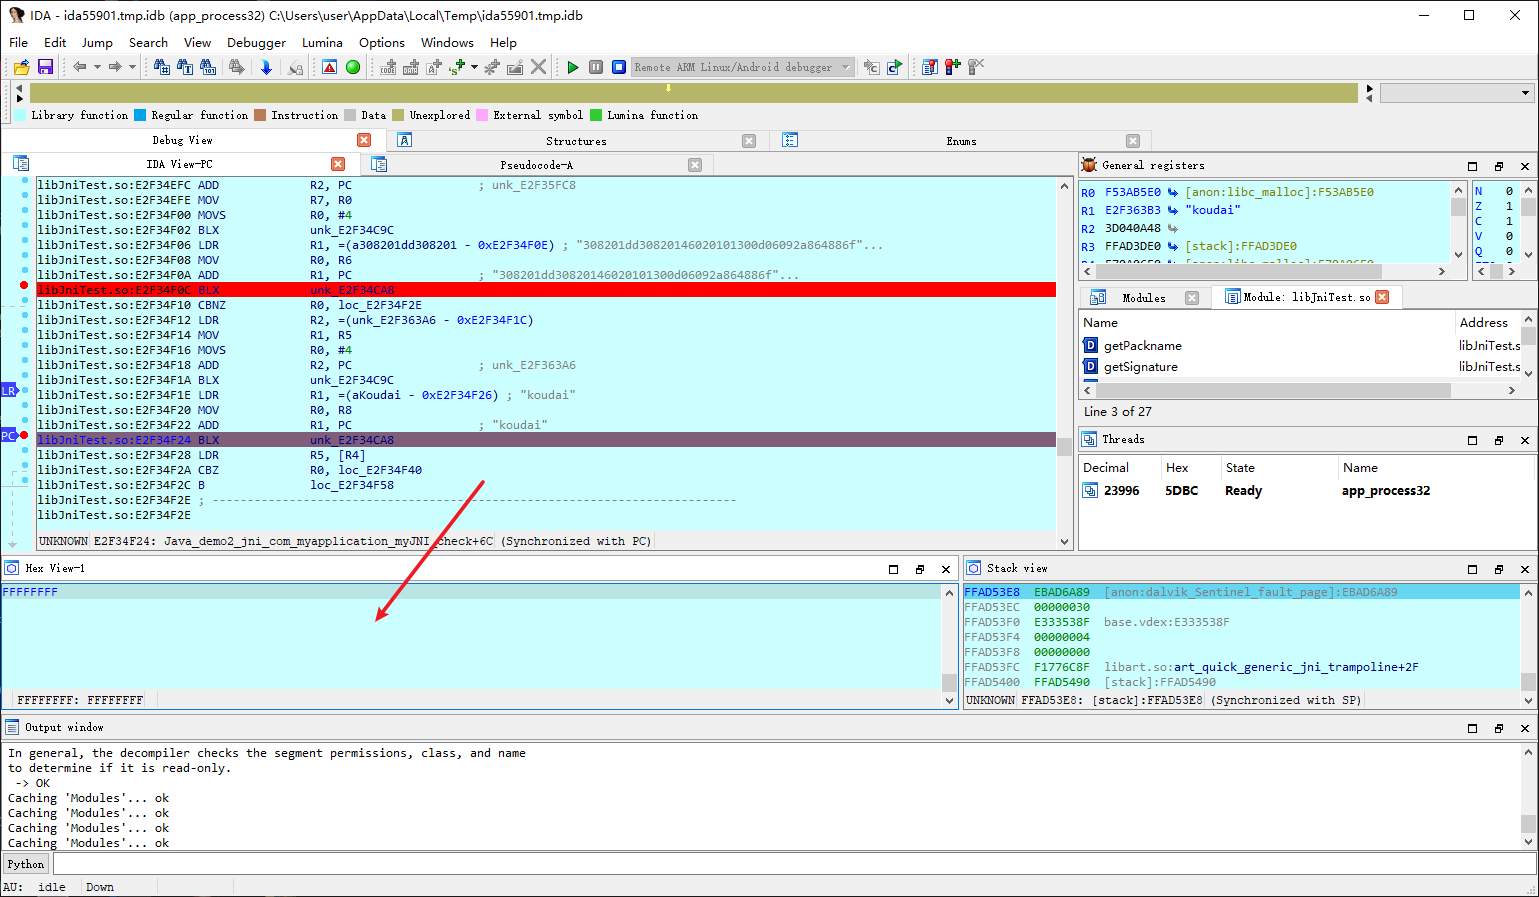 IDA - ida55901.tmp.idb (app_process32) C:\Users\user\AppData\Local\Temp\ida55901.tmp.idb
File Edit Jump Search View Debugger Lumina Options Windows Help
Remote ARM Linux/Android debugger
Library function Regular function Instruction Data Unexplored External symbol Lumina function
Debug View Structures Enums
IDA View-PC Pseudocode-A
libJniTest.so:E2F34EFC ADD R2, PC ; unk_E2F35FC8
libJniTest.so:E2F34EFE MOV R7, R0
libJniTest.so:E2F34F00 MOVS R0, #4
libJniTest.so:E2F34F02 BLX unk_E2F34C9C
libJniTest.so:E2F34F06 LDR R1, =(a308201dd308201 - 0xE2F34F0E) ; "308201dd30820146020101300d06092a864886f"...
libJniTest.so:E2F34F08 MOV R0, R6
libJniTest.so:E2F34F0A ADD R1, PC ; "308201dd30820146020101300d06092a864886f"...
libJniTest.so:E2F34F0C BLX unk_E2F34CA8
libJniTest.so:E2F34F10 CBNZ R0, loc_E2F34F2E
libJniTest.so:E2F34F12 LDR R2, =(unk_E2F363A6 - 0xE2F34F1C)
libJniTest.so:E2F34F14 MOV R1, R5
libJniTest.so:E2F34F16 MOVS R0, #4
libJniTest.so:E2F34F18 ADD R2, PC ; unk_E2F363A6
libJniTest.so:E2F34F1A BLX unk_E2F34C9C
LR libJniTest.so:E2F34F1E LDR R1, =(aKoudai - 0xE2F34F26) ; "koudai"
libJniTest.so:E2F34F20 MOV R0, R8
libJniTest.so:E2F34F22 ADD R1, PC ; "koudai"
PC libJniTest.so:E2F34F24 BLX unk_E2F34CA8
libJniTest.so:E2F34F28 LDR R5, [R4]
libJniTest.so:E2F34F2A CBZ R0, loc_E2F34F40
libJniTest.so:E2F34F2C B loc_E2F34F58
libJniTest.so:E2F34F2E ; ---------------------------------------------------------------------------
libJniTest.so:E2F34F2E
UNKNOWN E2F34F24: Java_demo2_jni_com_myapplication_myJNI_check+6C (Synchronized with PC)
General registers
R0 F53AB5E0 [anon:libc_malloc]:F53AB5E0
R1 E2F363B3 "koudai"
R2 3D040A48
R3 FFAD3DE0 [stack]:FFAD3DE0
N 0
Z 1
C 1
V 0
Q 0
Modules Module: libJniTest.so
Name Address
getPackname libJniTest.s
getSignature libJniTest.s
Line 3 of 27
Threads
Decimal Hex State Name
23996 5DBC Ready app_process32
Hex View-1
FFFFFFFF
FFFFFFFF: FFFFFFFF
Stack view
FFAD53E8 EBAD6A89 [anon:dalvik_Sentinel_fault_page]:EBAD6A89
FFAD53EC 00000030
FFAD53F0 E333538F base.vdex:E333538F
FFAD53F4 00000004
FFAD53F8 00000000
FFAD53FC F1776C8F libart.so:art_quick_generic_jni_trampoline+2F
FFAD5400 FFAD5490 [stack]:FFAD5490
UNKNOWN FFAD53E8: [stack]:FFAD53E8 (Synchronized with SP)
Output window
In general, the decompiler checks the segment permissions, class, and name
to determine if it is read-only.
-> OK
Caching 'Modules'... ok
Caching 'Modules'... ok
Caching 'Modules'... ok
Caching 'Modules'... ok
Python
AU: idle Down